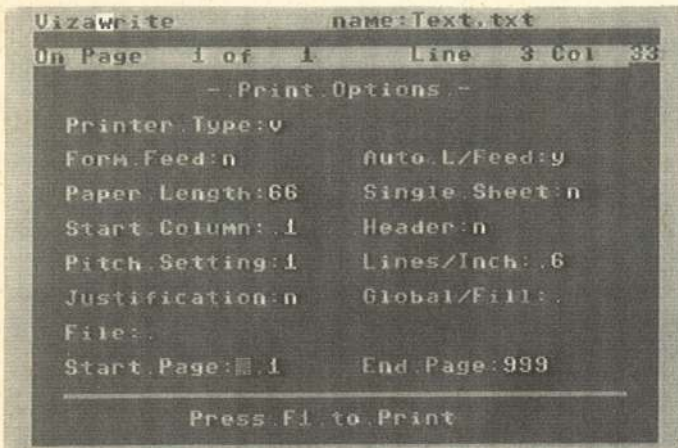 Vizawrite name:Text.txt
On Page 1 of 1 Line 3 Col 33
-.Print.Options.-
Printer.Type:v
Form.Feed:n Auto.L/Feed:y
Paper.Length:66 Single.Sheet:n
Start.Column:.1 Header:n
Pitch.Setting:1 Lines/Inch:.6
Justification:n Global/Fill:.
File:.
Start.Page:.1 End.Page:999
Press.F1.to.Print